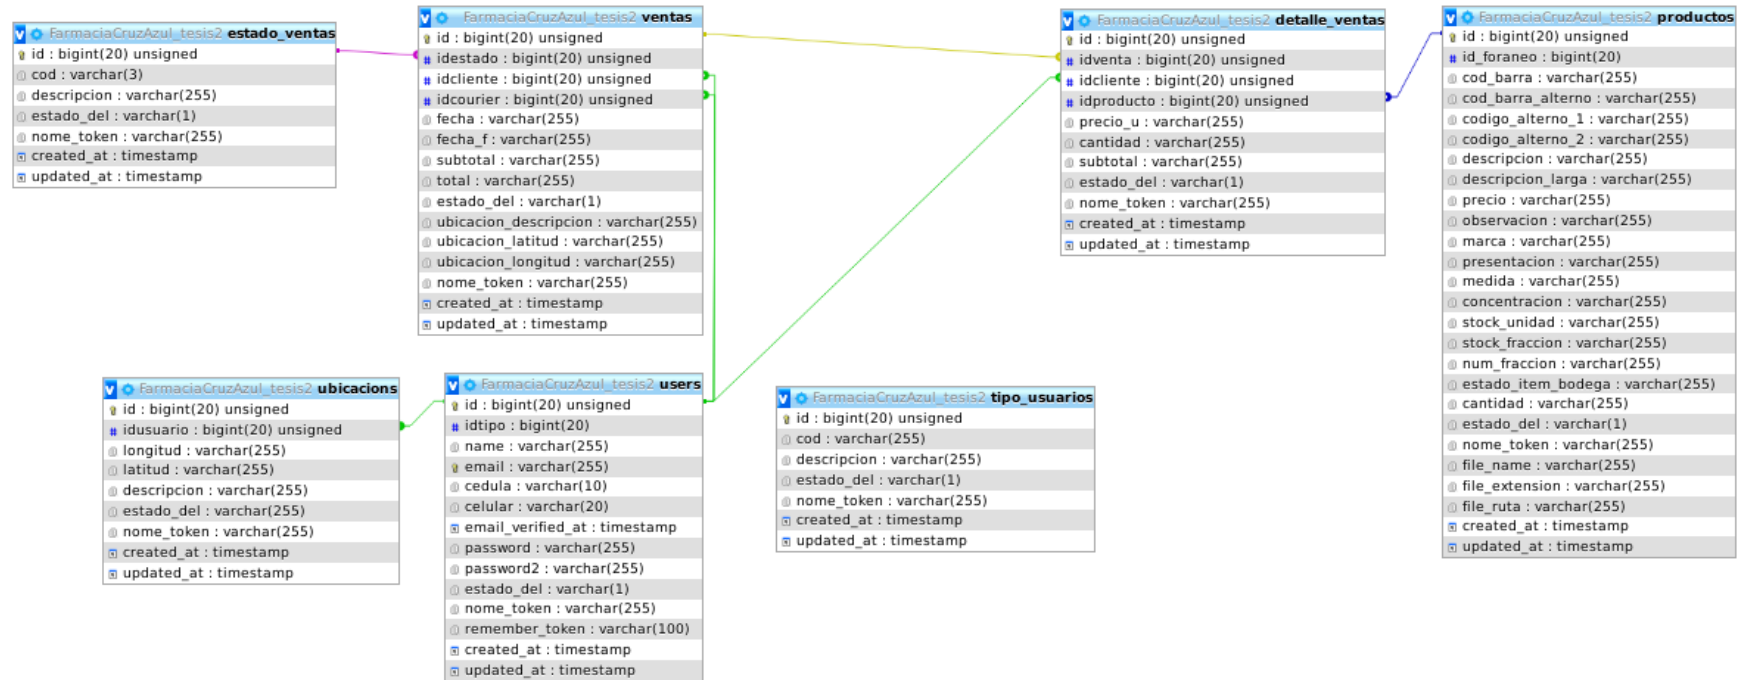 FarmaciaCruzAzul_tesis2 estado_ventas
id : bigint(20) unsigned
cod : varchar(3)
descripcion : varchar(255)
estado_del : varchar(1)
nome_token : varchar(255)
created_at : timestamp
updated_at : timestamp
FarmaciaCruzAzul_tesis2 ventas
id : bigint(20) unsigned
idestado : bigint(20) unsigned
idcliente : bigint(20) unsigned
idcourier : bigint(20) unsigned
fecha : varchar(255)
fecha_f : varchar(255)
subtotal : varchar(255)
total : varchar(255)
estado_del : varchar(1)
ubicacion_descripcion : varchar(255)
ubicacion_latitud : varchar(255)
ubicacion_longitud : varchar(255)
nome_token : varchar(255)
created_at : timestamp
updated_at : timestamp
FarmaciaCruzAzul_tesis2 detalle_ventas
id : bigint(20) unsigned
idventa : bigint(20) unsigned
idcliente : bigint(20) unsigned
idproducto : bigint(20) unsigned
precio_u : varchar(255)
cantidad : varchar(255)
subtotal : varchar(255)
estado_del : varchar(1)
nome_token : varchar(255)
created_at : timestamp
updated_at : timestamp
FarmaciaCruzAzul_tesis2 productos
id : bigint(20) unsigned
id_foraneo : bigint(20)
cod_barra : varchar(255)
cod_barra_alterno : varchar(255)
codigo_alterno_1 : varchar(255)
codigo_alterno_2 : varchar(255)
descripcion : varchar(255)
descripcion_larga : varchar(255)
precio : varchar(255)
observacion : varchar(255)
marca : varchar(255)
presentacion : varchar(255)
medida : varchar(255)
concentracion : varchar(255)
stock_unidad : varchar(255)
stock_fraccion : varchar(255)
num_fraccion : varchar(255)
estado_item_bodega : varchar(255)
cantidad : varchar(255)
estado_del : varchar(1)
nome_token : varchar(255)
file_name : varchar(255)
file_extension : varchar(255)
file_ruta : varchar(255)
created_at : timestamp
updated_at : timestamp
FarmaciaCruzAzul_tesis2 ubicacions
id : bigint(20) unsigned
idusuario : bigint(20) unsigned
longitud : varchar(255)
latitud : varchar(255)
descripcion : varchar(255)
estado_del : varchar(255)
nome_token : varchar(255)
created_at : timestamp
updated_at : timestamp
FarmaciaCruzAzul_tesis2 users
id : bigint(20) unsigned
idtipo : bigint(20)
name : varchar(255)
email : varchar(255)
cedula : varchar(10)
celular : varchar(20)
email_verified_at : timestamp
password : varchar(255)
password2 : varchar(255)
estado_del : varchar(1)
nome_token : varchar(255)
remember_token : varchar(100)
created_at : timestamp
updated_at : timestamp
FarmaciaCruzAzul_tesis2 tipo_usuarios
id : bigint(20) unsigned
cod : varchar(255)
descripcion : varchar(255)
estado_del : varchar(1)
nome_token : varchar(255)
created_at : timestamp
updated_at : timestamp